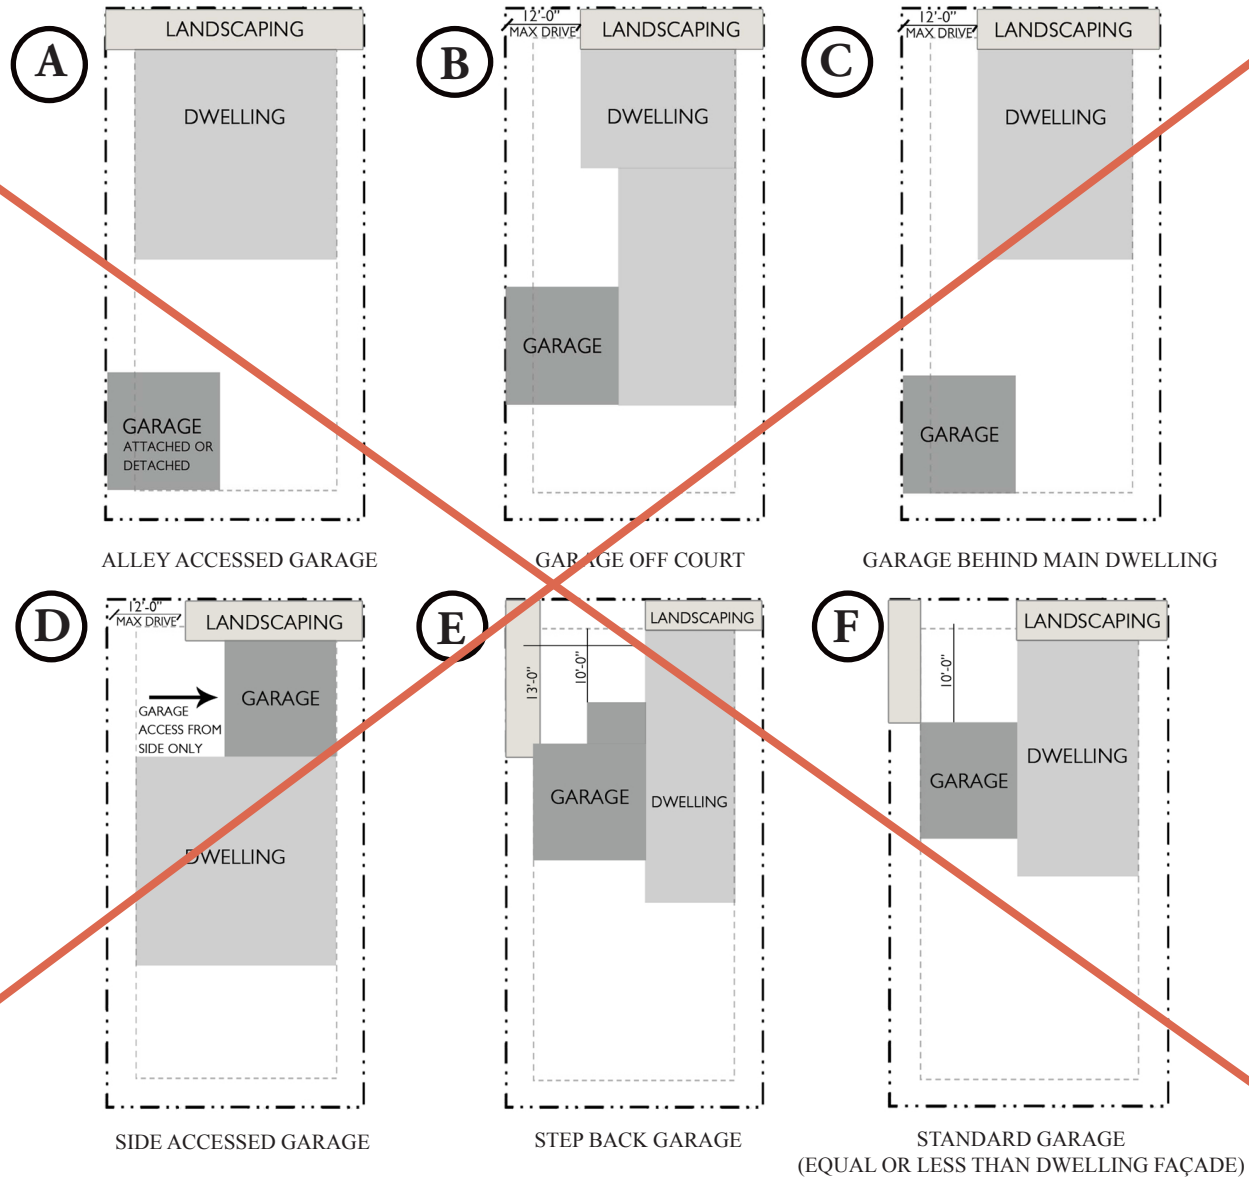 A
LANDSCAPING
DWELLING
GARAGE
ATTACHED OR
DETACHED
ALLEY ACCESSED GARAGE
B
12'-0"
MAX DRIVE
LANDSCAPING
DWELLING
GARAGE
GARAGE OFF COURT
C
12'-0"
MAX DRIVE
LANDSCAPING
DWELLING
GARAGE
GARAGE BEHIND MAIN DWELLING
D
12'-0"
MAX DRIVE
LANDSCAPING
GARAGE
GARAGE
ACCESS FROM
SIDE ONLY
DWELLING
SIDE ACCESSED GARAGE
E
LANDSCAPING
13'-0"
10'-0"
GARAGE
DWELLING
STEP BACK GARAGE
F
LANDSCAPING
10'-0"
DWELLING
GARAGE
STANDARD GARAGE
(EQUAL OR LESS THAN DWELLING FAÇADE)